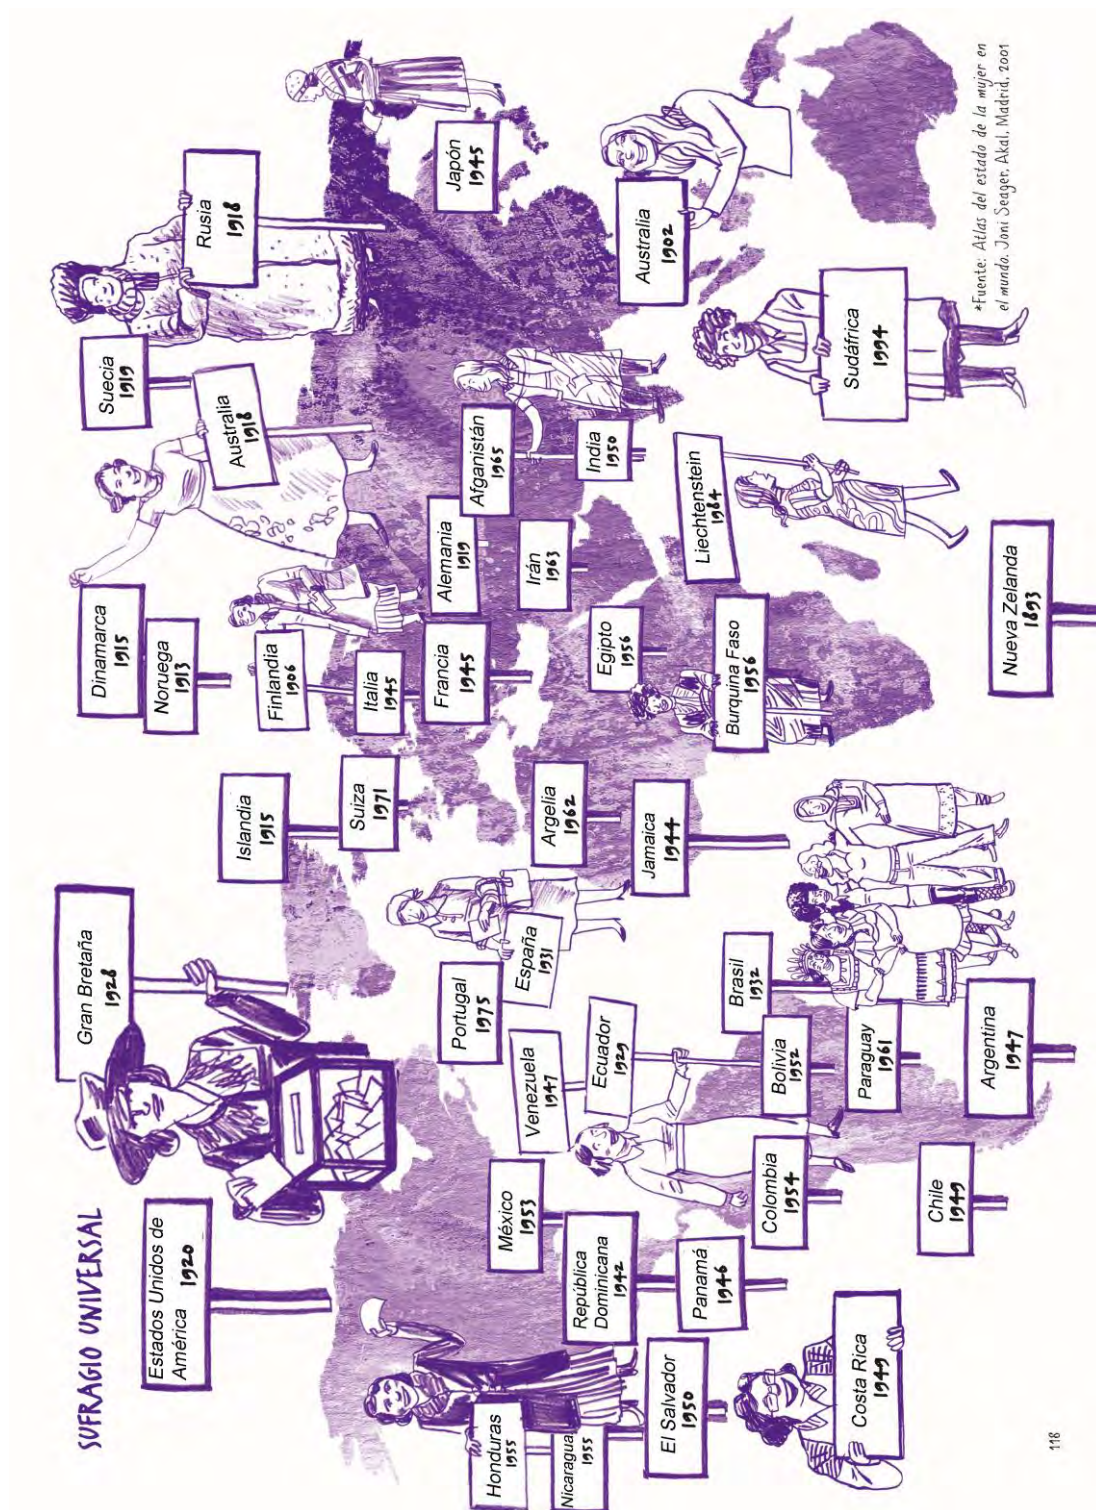 SUFRAGIO UNIVERSAL
Estados Unidos de
América 1920
Gran Bretaña
1928
Islandia
1915
Suiza
1971
Dinamarca
1915
Noruega
1913
Finlandia
1906
Italia
1945
Francia
1945
Suecia
1919
Australia
1918
Rusia
1918
Alemania
1919
Afganistán
1965
Irán
1963
India
1950
Japón
1945
Australia
1902
Honduras
1955
Nicaragua
1955
El Salvador
1950
México
1953
República
Dominicana
1942
Panamá
1946
Costa Rica
1949
Portugal
1975
España
1931
Venezuela
1947
Ecuador
1929
Colombia
1954
Chile
1949
Brasil
1932
Bolivia
1952
Paraguay
1961
Argentina
1947
Argelia
1962
Jamaica
1944
Egipto
1956
Burquina Faso
1956
Liechtenstein
1984
Sudáfrica
1994
Nueva Zelanda
1893
*Fuente: Atlas del estado de la mujer en
el mundo. Joni Seager, Akal, Madrid, 2001
118